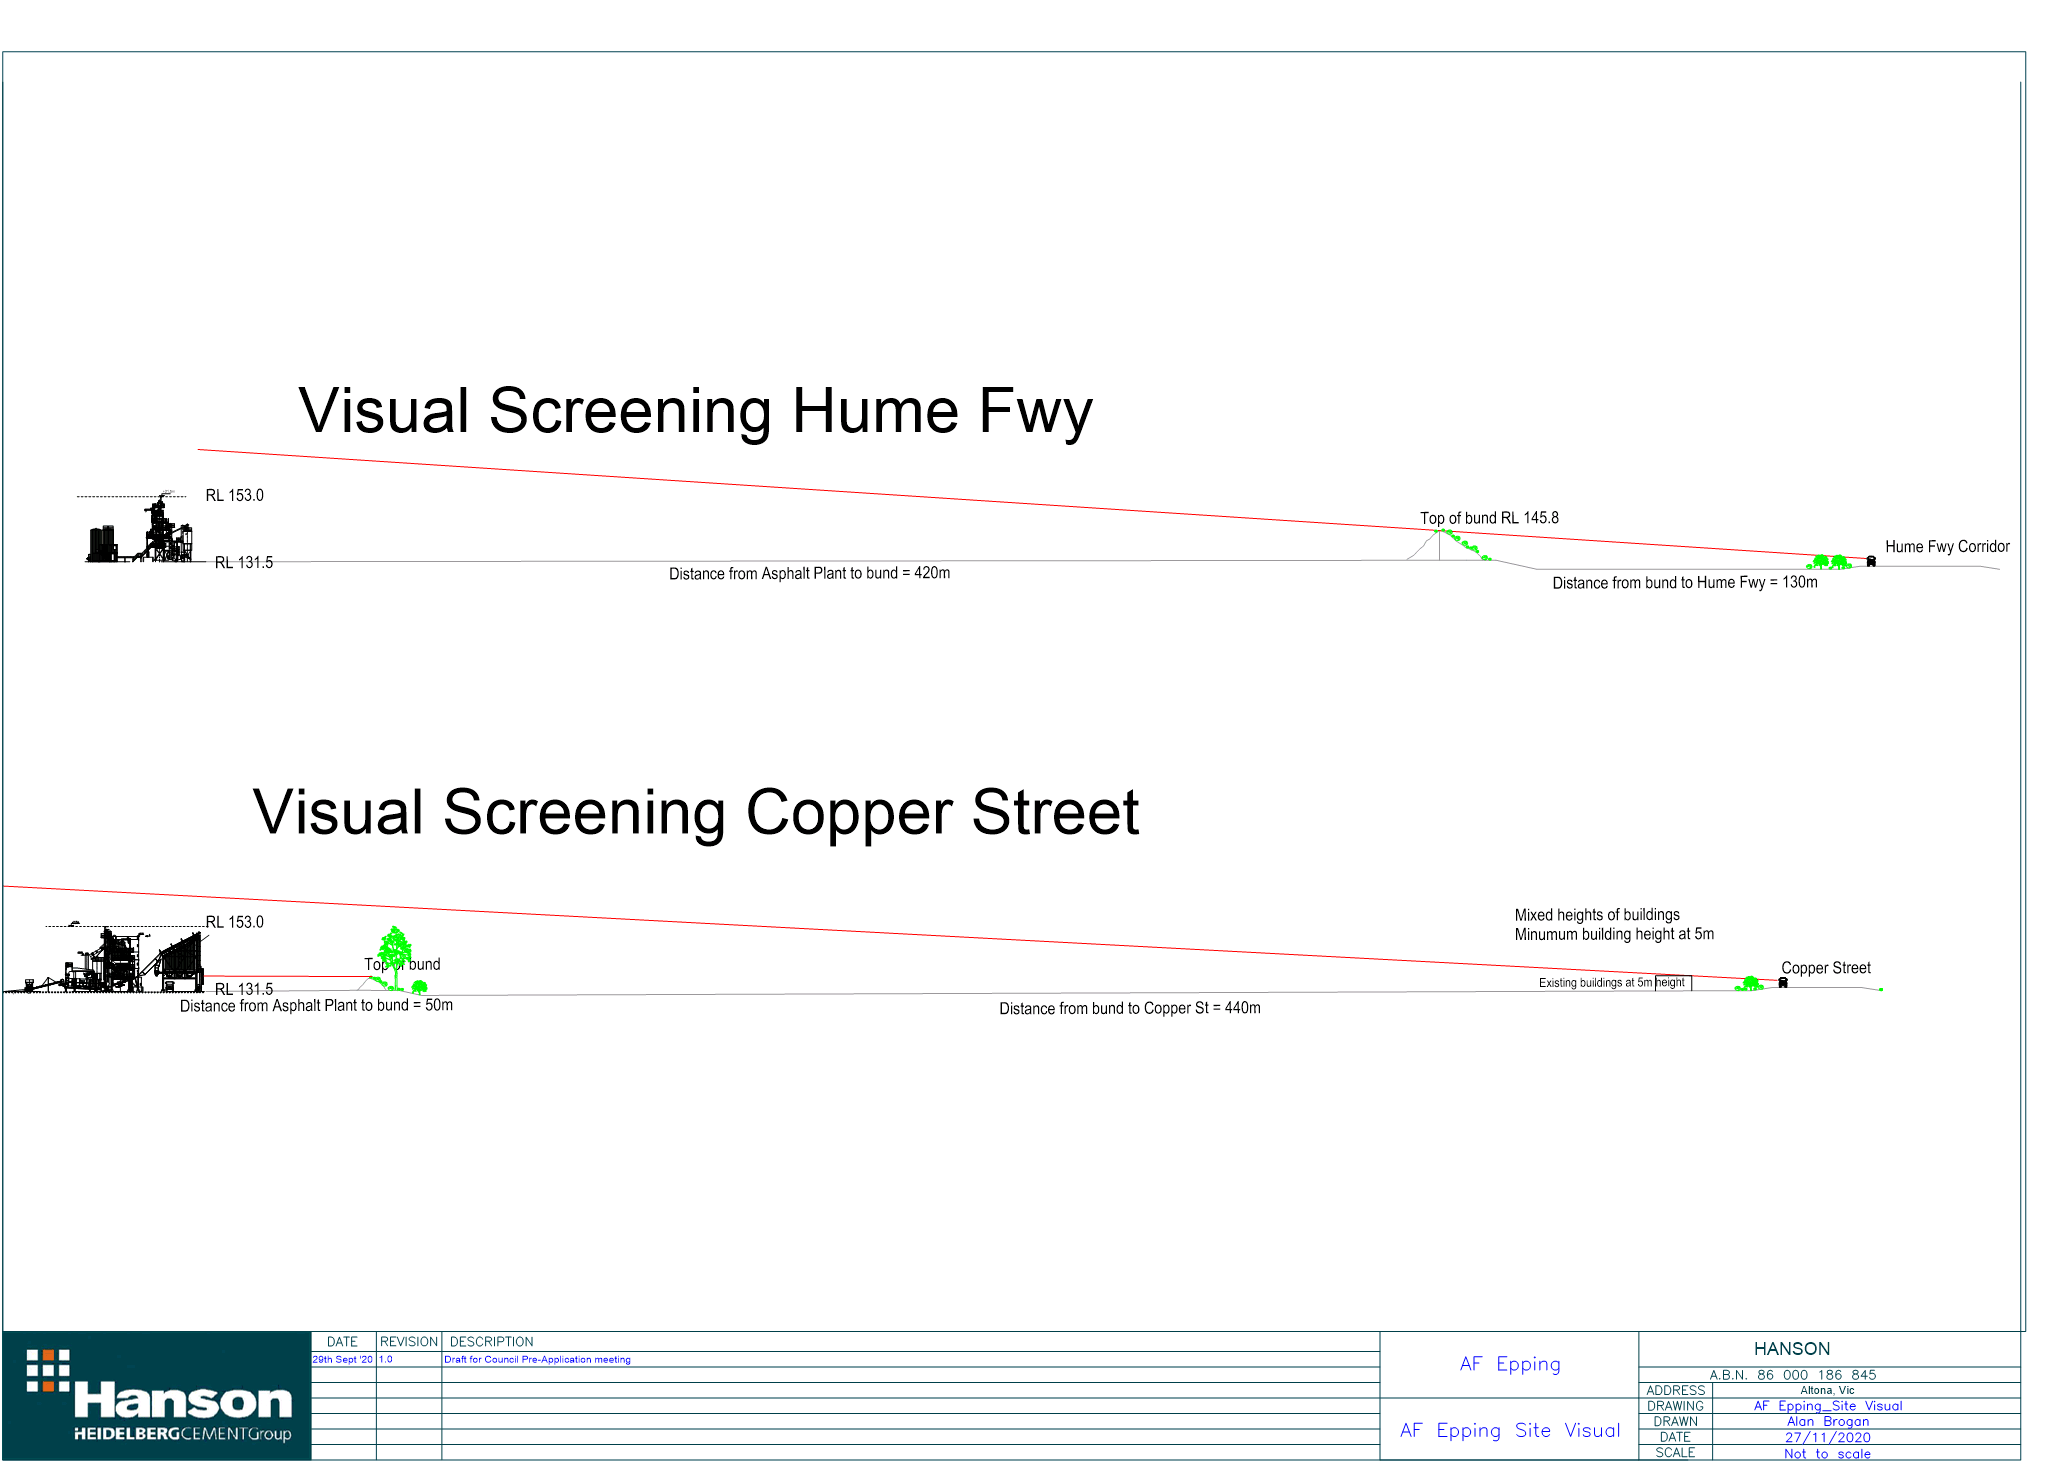 Visual Screening Hume Fwy
RL 153.0
Top of bund RL 145.8
Hume Fwy Corridor
RL 131.5
Distance from Asphalt Plant to bund = 420m
Distance from bund to Hume Fwy = 130m
Visual Screening Copper Street
Mixed heights of buildings
Minumum building height at 5m
RL 153.0
Top of bund
Copper Street
Existing buildings at 5m height
RL 131.5
Distance from Asphalt Plant to bund = 50m
Distance from bund to Copper St = 440m
Hanson
HEIDELBERGCEMENTGroup
DATE REVISION DESCRIPTION
29th Sept '20 1.0 Draft for Council Pre-Application meeting
AF Epping
AF Epping Site Visual
HANSON
A.B.N. 86 000 186 845
ADDRESS Altona, Vic
DRAWING AF Epping_Site Visual
DRAWN Alan Brogan
DATE 27/11/2020
SCALE Not to scale